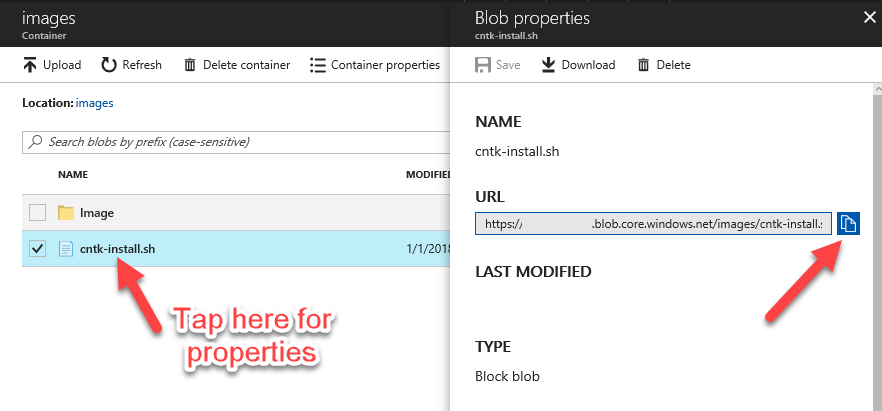 images
Container
Upload Refresh Delete container Container properties
Location: images
Search blobs by prefix (case-sensitive)
NAME MODIFIED
Image
cntk-install.sh 1/1/2018
Tap here for
properties
Blob properties
cntk-install.sh
Save Download Delete
NAME
cntk-install.sh
URL
https:// .blob.core.windows.net/images/cntk-install.s
LAST MODIFIED
TYPE
Block blob